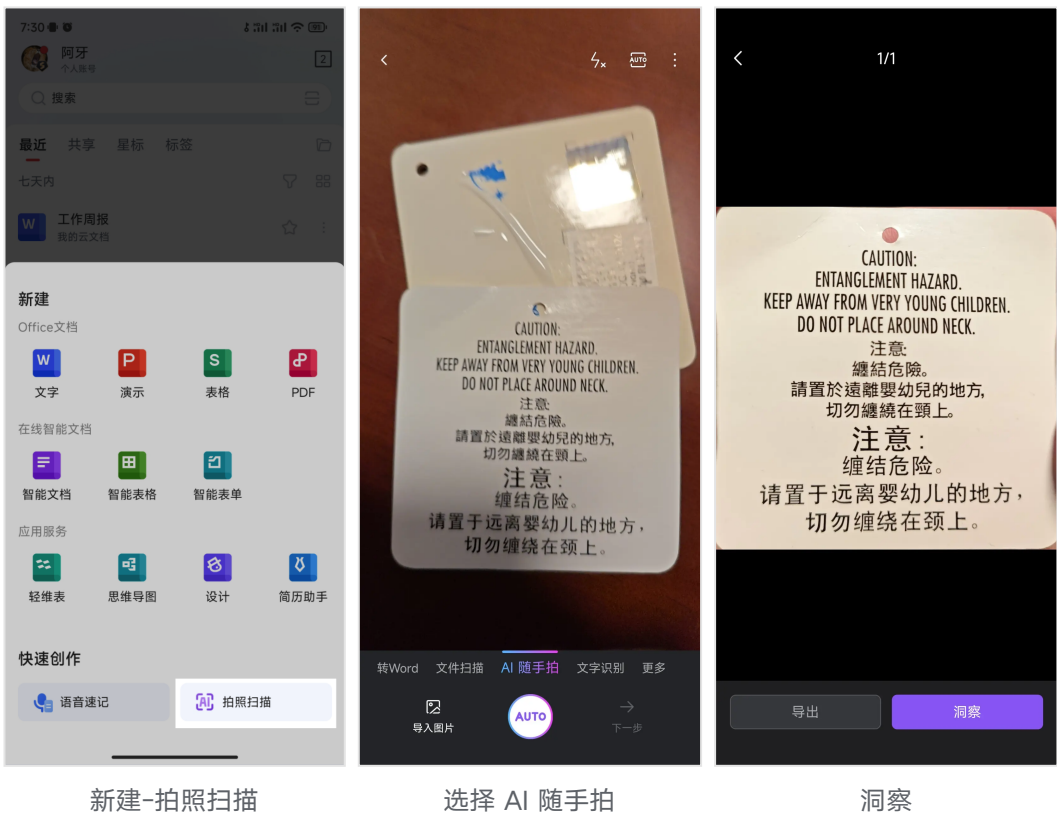 7:30
阿牙
个人账号
2
搜索
最近 共享 星标 标签
七天内
W
工作周报
我的云文档
新建
Office文档
W P S
文字 演示 表格 PDF
在线智能文档
智能文档 智能表格 智能表单
应用服务
轻维表 思维导图 设计 简历助手
快速创作
语音速记
AI 拍照扫描
新建-拍照扫描
AUTO
CAUTION:
ENTANGLEMENT HAZARD.
KEEP AWAY FROM VERY YOUNG CHILDREN.
DO NOT PLACE AROUND NECK.
注意:
纏結危險。
請置於遠離嬰幼兒的地方,
切勿纏繞在頸上。
注意:
缠结危险。
请置于远离婴幼儿的地方,
切勿缠绕在颈上。
转Word 文件扫描 AI 随手拍 文字识别 更多
导入图片
AUTO
下一步
选择 AI 随手拍
1/1
CAUTION:
ENTANGLEMENT HAZARD.
KEEP AWAY FROM VERY YOUNG CHILDREN.
DO NOT PLACE AROUND NECK.
注意:
纏結危險。
請置於遠離嬰幼兒的地方,
切勿纏繞在頸上。
注意:
缠结危险。
请置于远离婴幼儿的地方,
切勿缠绕在颈上。
导出
洞察
洞察